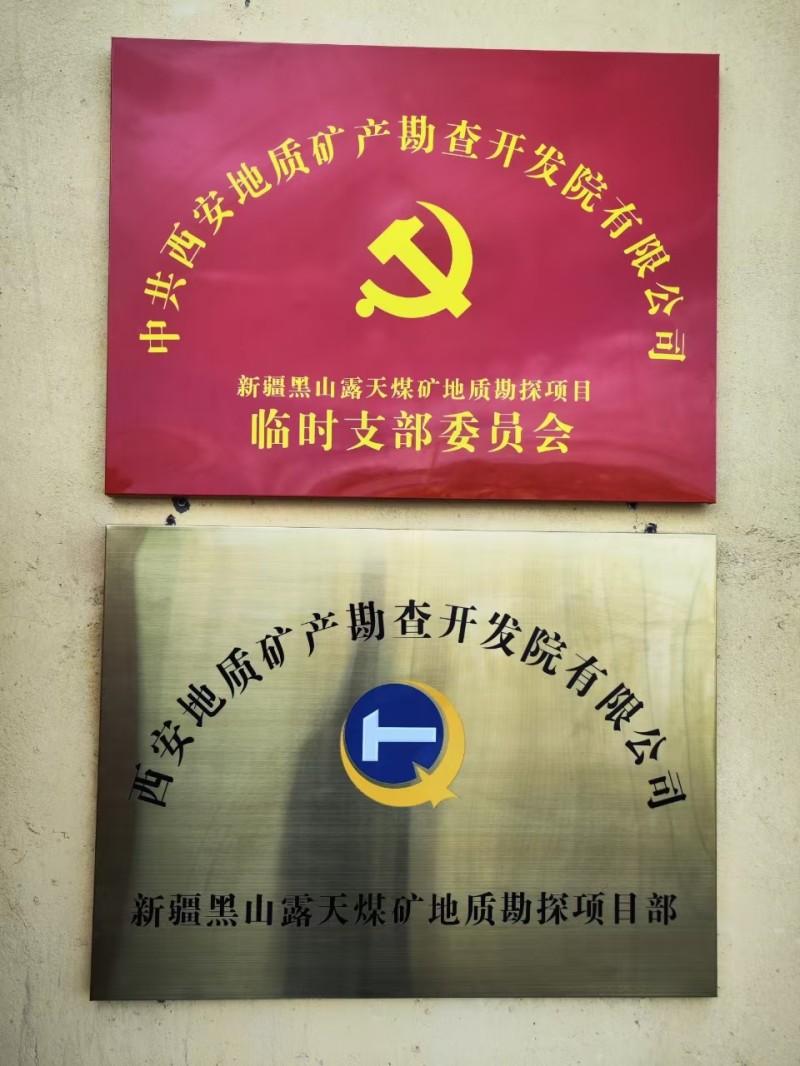 中共西安地质矿产勘查开发院有限公司
新疆黑山露天煤矿地质勘探项目
临时支部委员会
西安地质矿产勘查开发院有限公司
新疆黑山露天煤矿地质勘探项目部